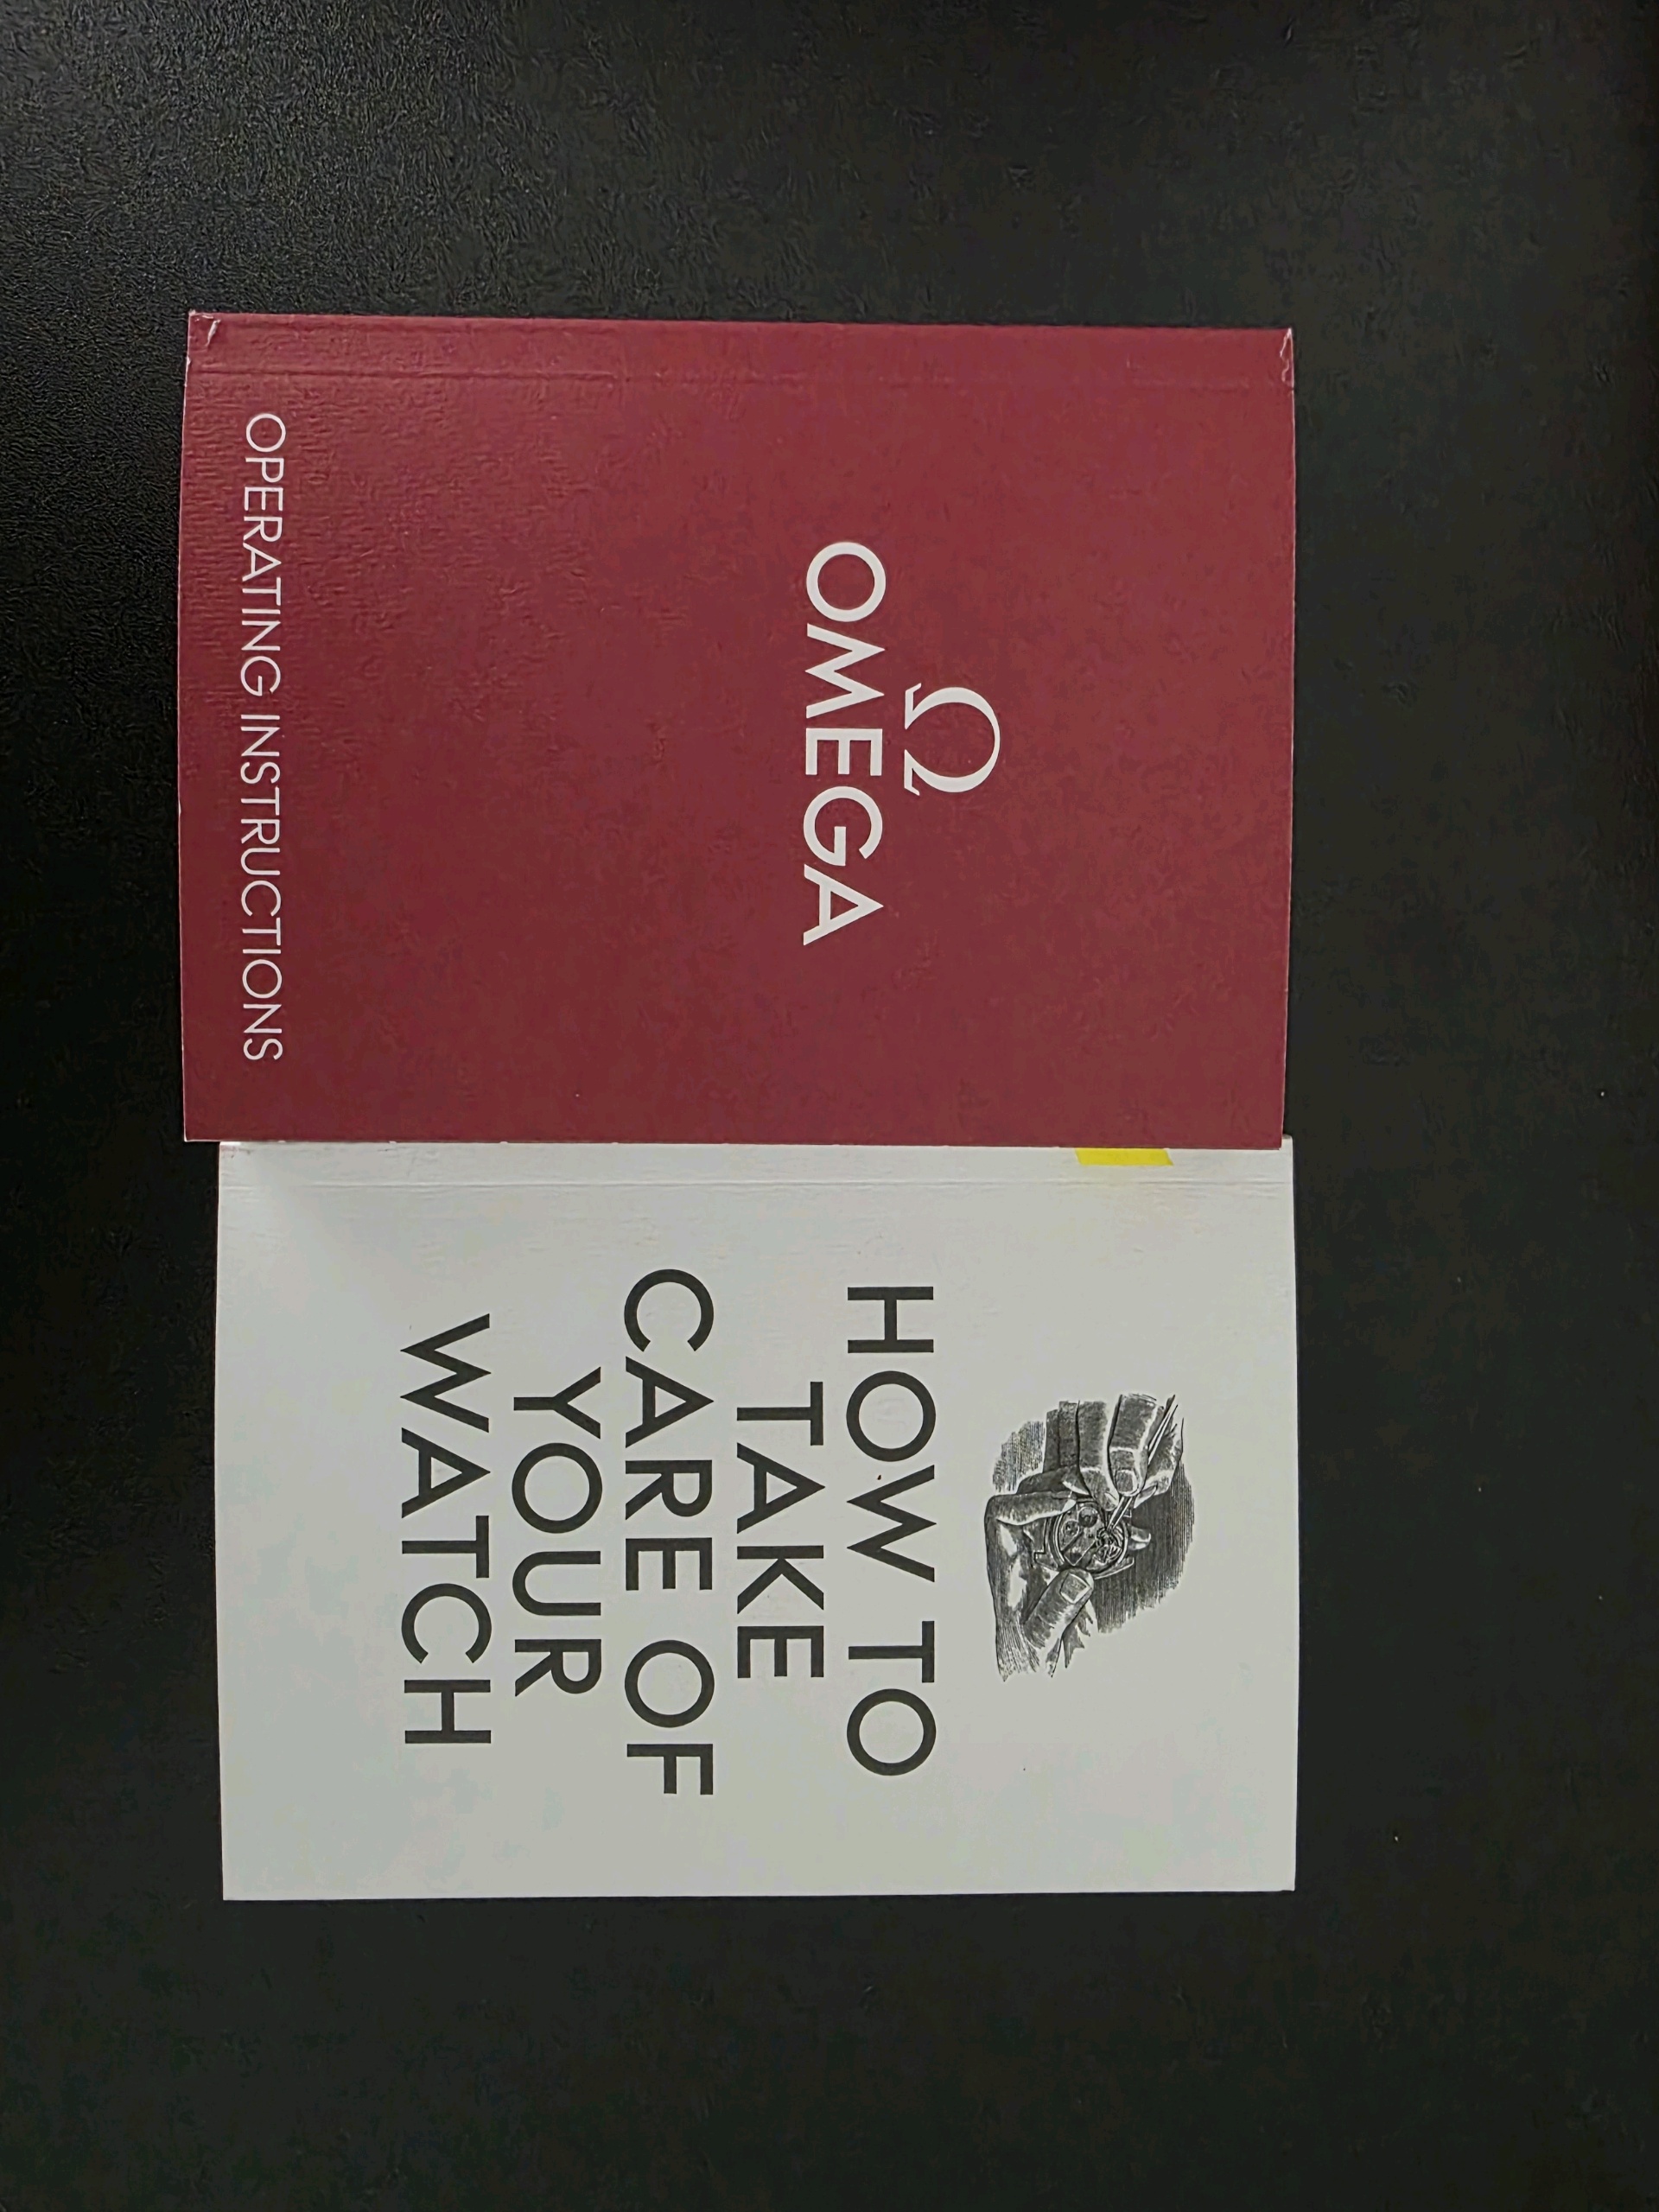 Ω
OMEGA
OPERATING INSTRUCTIONS
HOW TO
TAKE
CARE OF
YOUR
WATCH